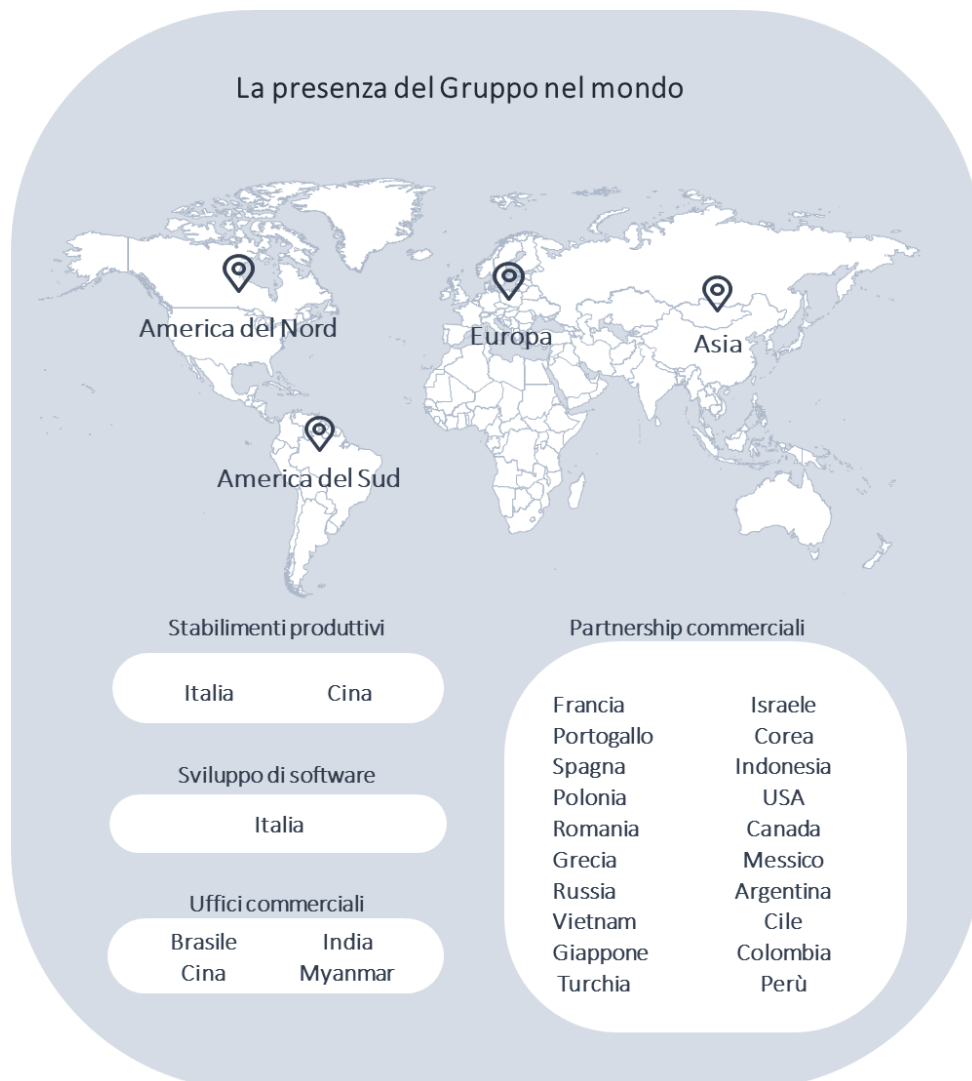 La presenza del Gruppo nel mondo
America del Nord
Europa
Asia
America del Sud
Stabilimenti produttivi
Italia Cina
Sviluppo di software
Italia
Uffici commerciali
Brasile India
Cina Myanmar
Partnership commerciali
Francia Israele
Portogallo Corea
Spagna Indonesia
Polonia USA
Romania Canada
Grecia Messico
Russia Argentina
Vietnam Cile
Giappone Colombia
Turchia Perù